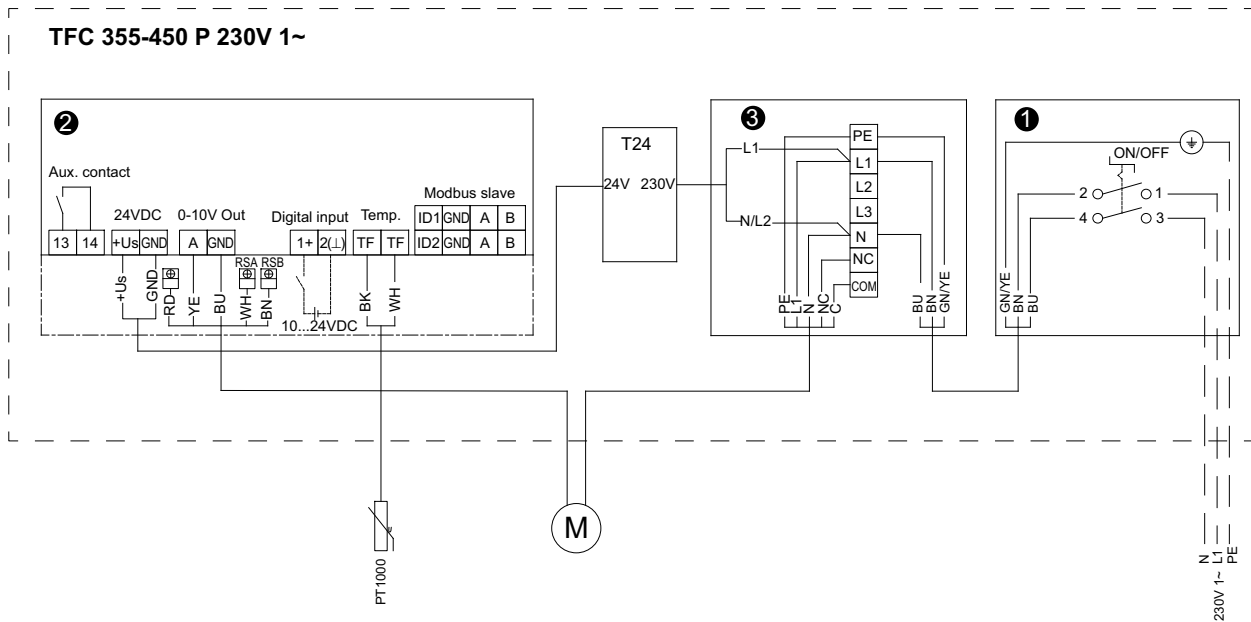 TFC 355-450 P 230V 1~
2
Aux. contact
24VDC
0-10V Out
Digital input
Temp.
Modbus slave
ID1 GND A B
13 14
+Us GND
A GND
1+ 2(⊥)
TF TF
ID2 GND A B
RSA RSB
+Us
GND
RD
YE
BU
WH
BN
10...24VDC
BK
WH
PT1000
M
T24
24V 230V
3
L1
N/L2
PE
L1
L2
L3
N
NC
COM
PE
L1
N
NC
C
BU
BN
GN/YE
1
ON/OFF
2 1
4 3
GN/YE
BN
BU
N
L1
PE
230V 1~